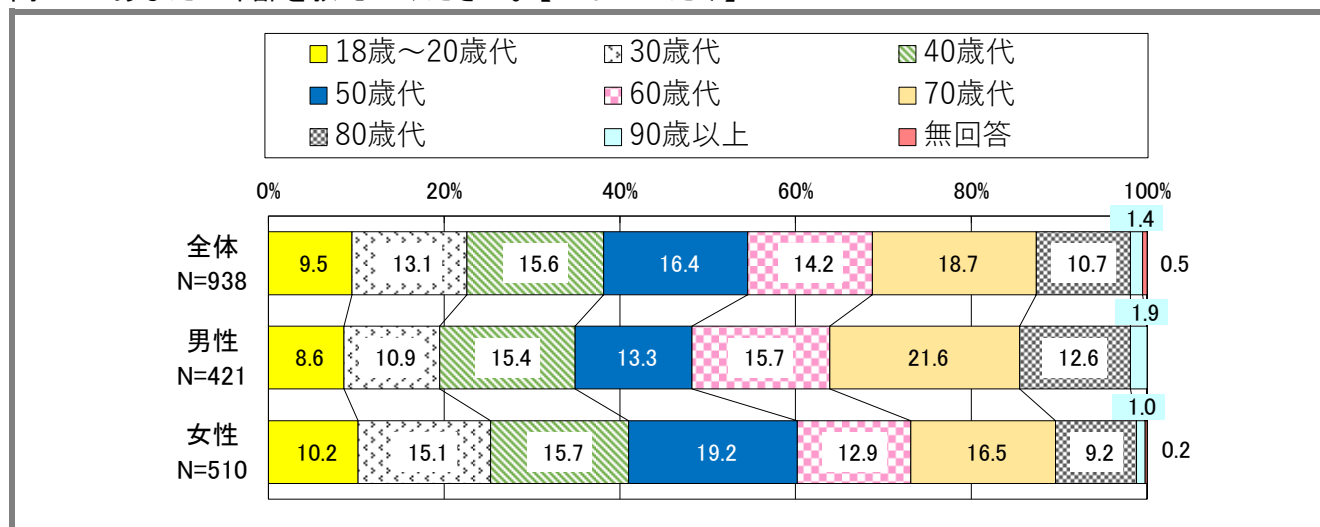 18歳～20歳代 30歳代 40歳代
50歳代 60歳代 70歳代
80歳代 90歳以上 無回答
0% 20% 40% 60% 80% 100%
1.4
全体
N=938
9.5 13.1 15.6 16.4 14.2 18.7 10.7 0.5
1.9
男性
N=421
8.6 10.9 15.4 13.3 15.7 21.6 12.6
1.0
女性
N=510
10.2 15.1 15.7 19.2 12.9 16.5 9.2 0.2